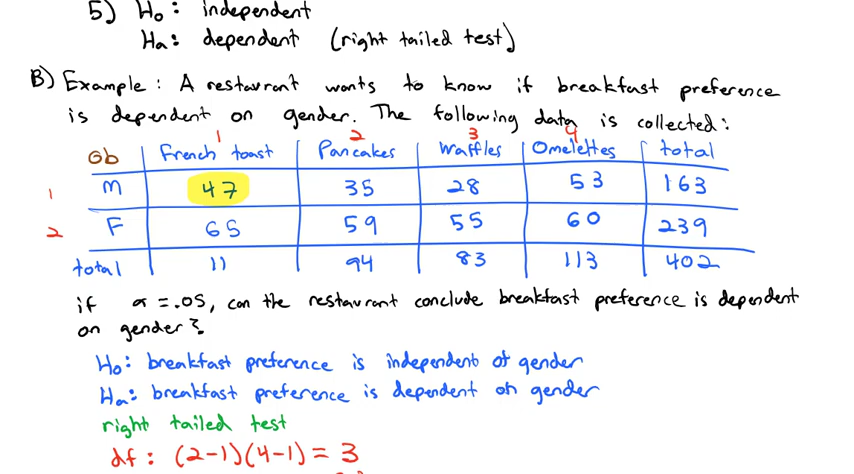 5) Ho: independent
Ha: dependent (right tailed test)
B) Example: A restaurant wants to know if breakfast preference
is dependent on gender. The following data is collected:
1 2 3 4
Ob French toast Pancakes Waffles Omelettes total
1 M 47 35 28 53 163
2 F 65 59 55 60 239
total 11 94 83 113 402
if α = .05, can the restaurant conclude breakfast preference is dependent
on gender?
Ho: breakfast preference is independent of gender
Ha: breakfast preference is dependent on gender
right tailed test
df: (2-1)(4-1) = 3